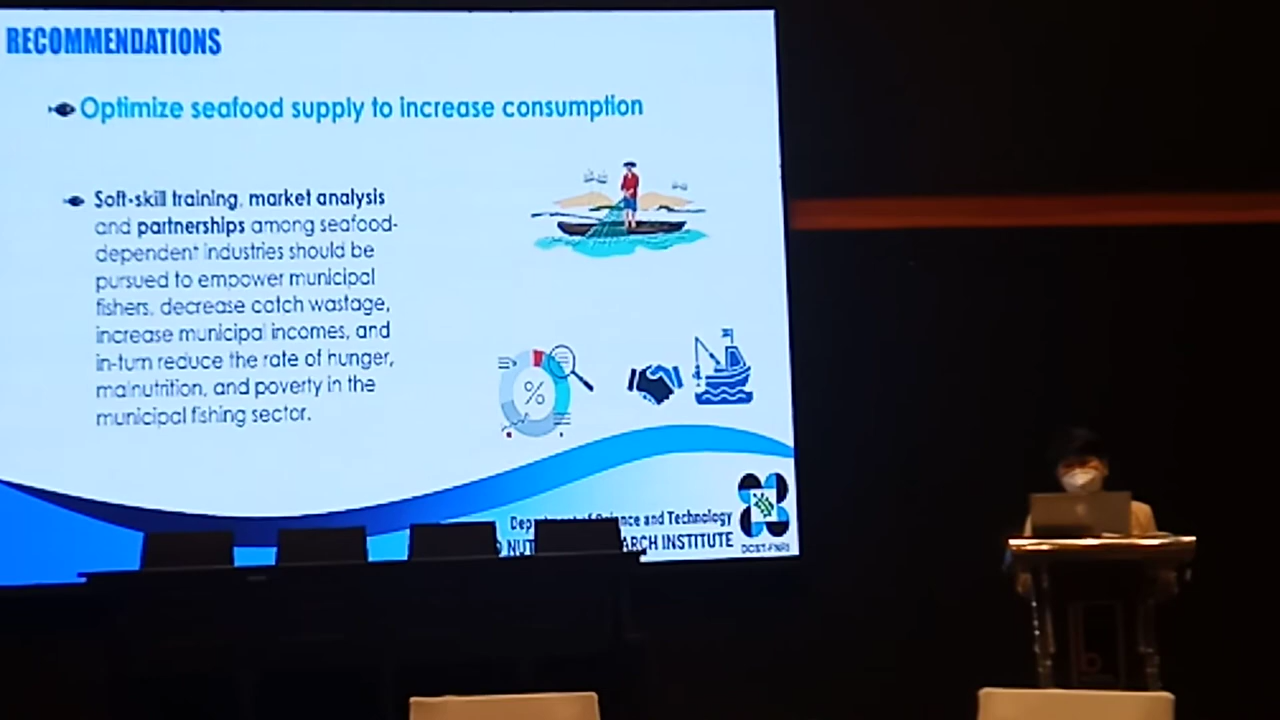 RECOMMENDATIONS
Optimize seafood supply to increase consumption
Soft-skill training, market analysis
and partnerships among seafood-
dependent industries should be
pursued to empower municipal
fishers, decrease catch wastage,
increase municipal incomes, and
in-turn reduce the rate of hunger,
malnutrition, and poverty in the
municipal fishing sector.
%
Science and Technology
INSTITUTE
DOST-FNRI